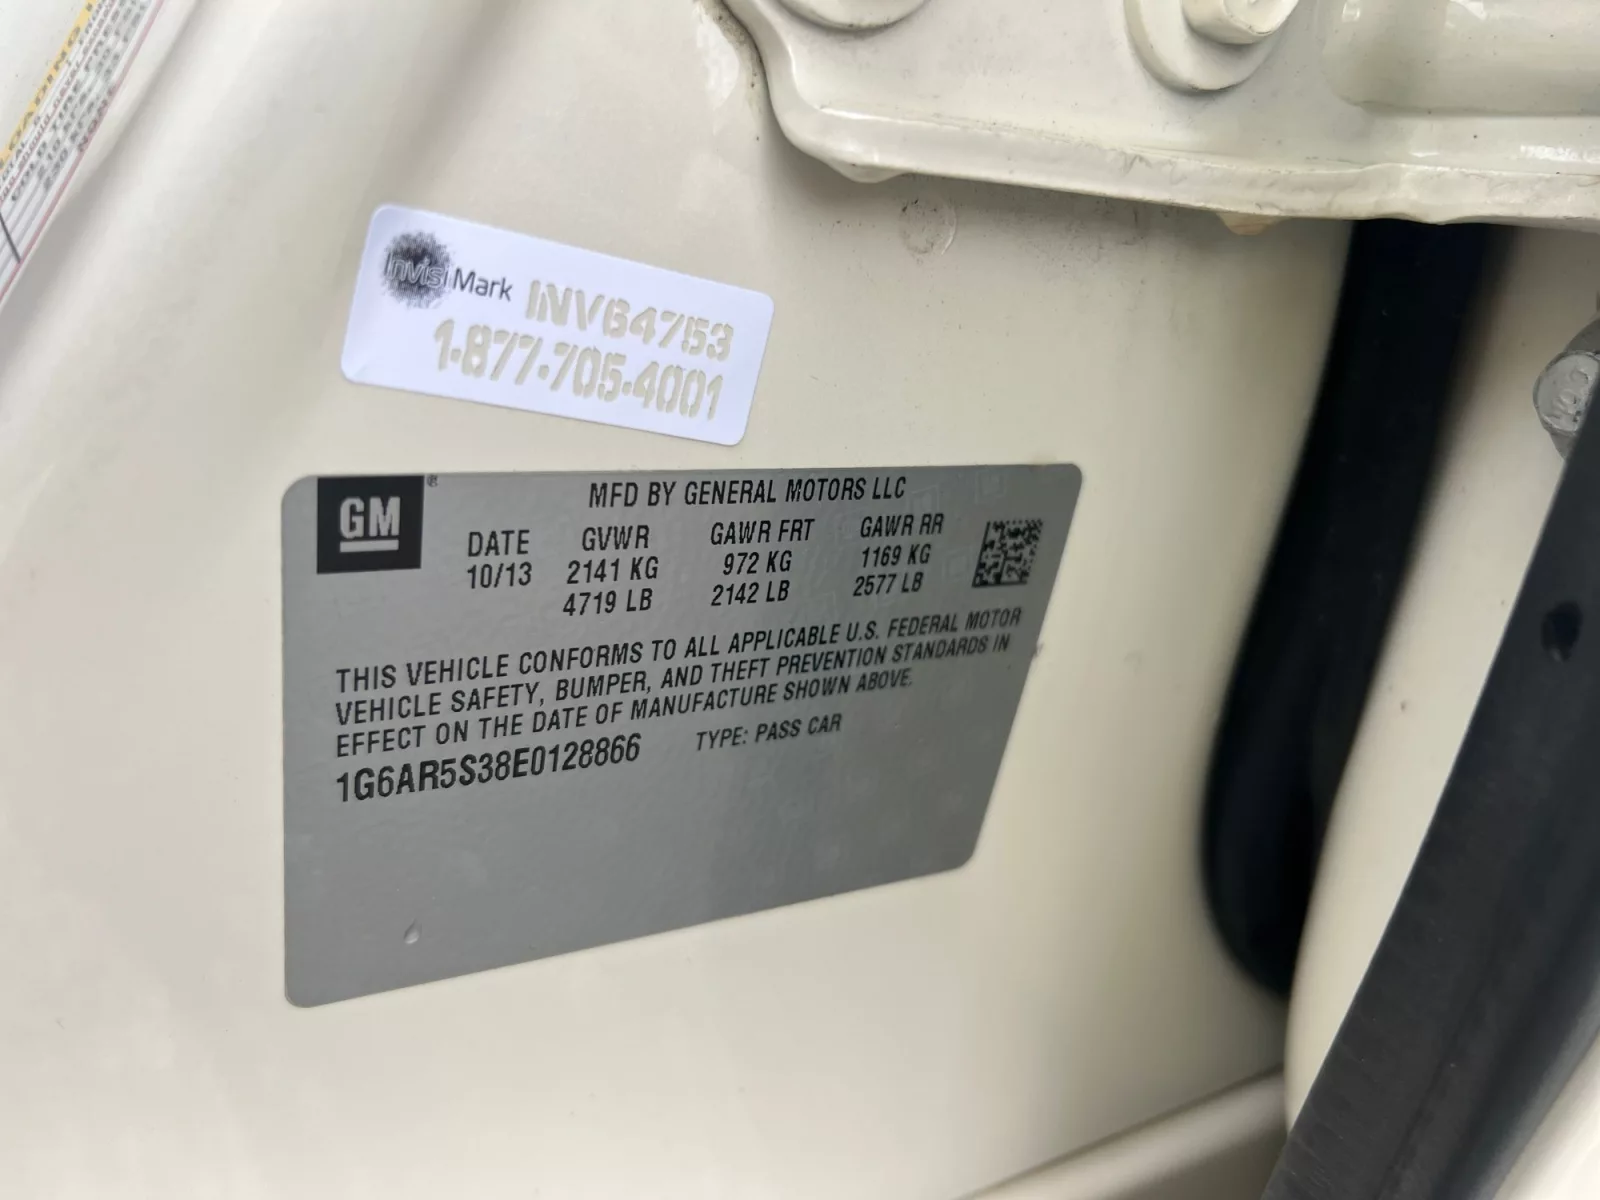 InvisiMark INV64753
1-877-705-4001
GM
MFD BY GENERAL MOTORS LLC
DATE GVWR GAWR FRT GAWR RR
10/13 2141 KG 972 KG 1169 KG
4719 LB 2142 LB 2577 LB
THIS VEHICLE CONFORMS TO ALL APPLICABLE U.S. FEDERAL MOTOR
VEHICLE SAFETY, BUMPER, AND THEFT PREVENTION STANDARDS IN
EFFECT ON THE DATE OF MANUFACTURE SHOWN ABOVE.
1G6AR5S38E0128866 TYPE: PASS CAR